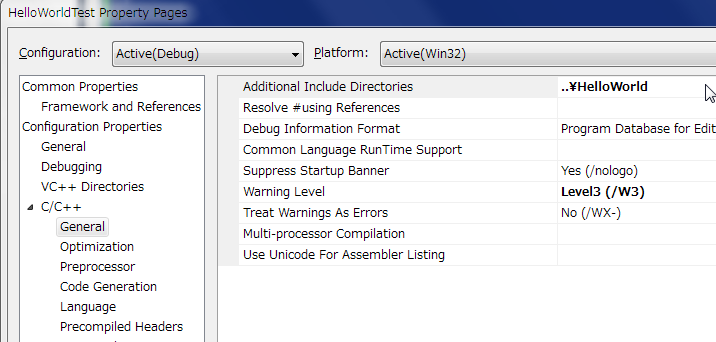 HelloWorldTest Property Pages
Configuration: Active(Debug) Platform: Active(Win32)
Common Properties
Framework and References
Configuration Properties
General
Debugging
VC++ Directories
C/C++
General
Optimization
Preprocessor
Code Generation
Language
Precompiled Headers
Additional Include Directories ..¥HelloWorld
Resolve #using References
Debug Information Format Program Database for Edit
Common Language RunTime Support
Suppress Startup Banner Yes (/nologo)
Warning Level Level3 (/W3)
Treat Warnings As Errors No (/WX-)
Multi-processor Compilation
Use Unicode For Assembler Listing